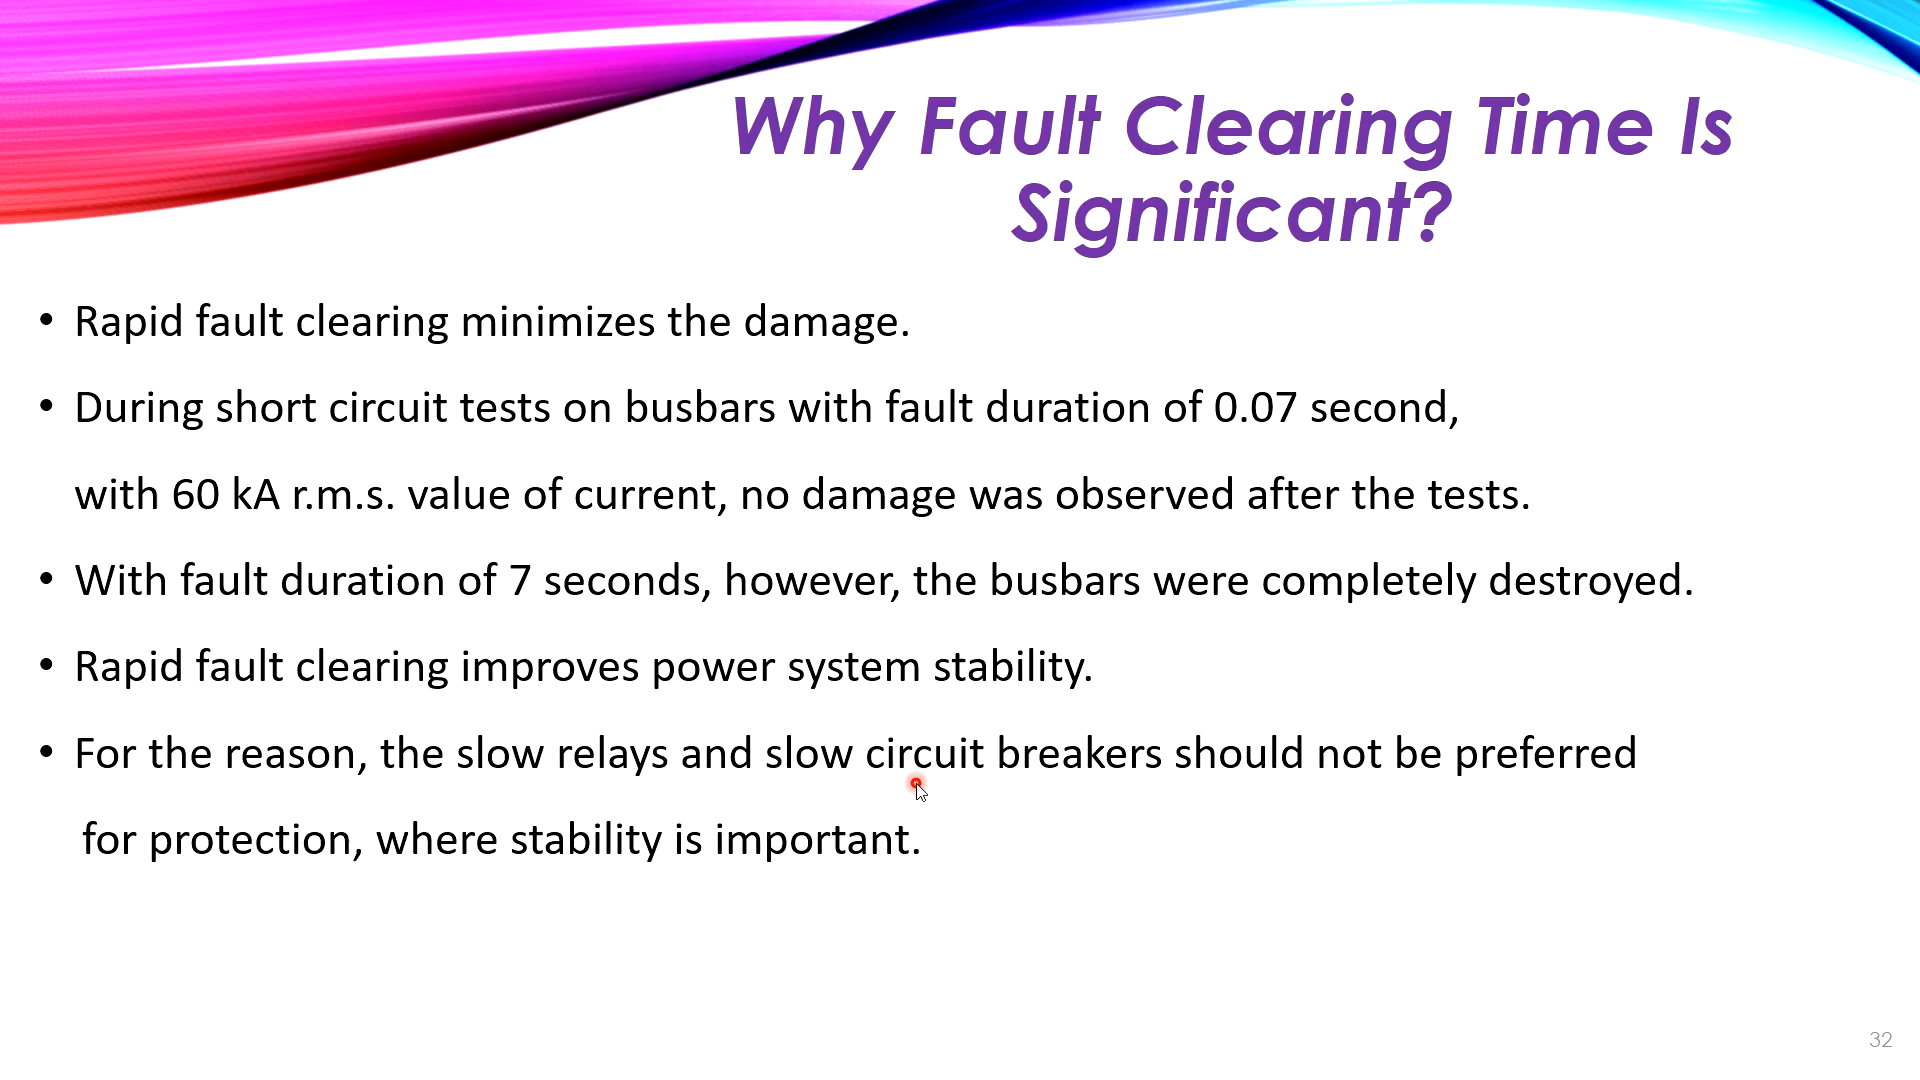 Why Fault Clearing Time Is
Significant?
• Rapid fault clearing minimizes the damage.
• During short circuit tests on busbars with fault duration of 0.07 second,
with 60 kA r.m.s. value of current, no damage was observed after the tests.
• With fault duration of 7 seconds, however, the busbars were completely destroyed.
• Rapid fault clearing improves power system stability.
• For the reason, the slow relays and slow circuit breakers should not be preferred
for protection, where stability is important.
32